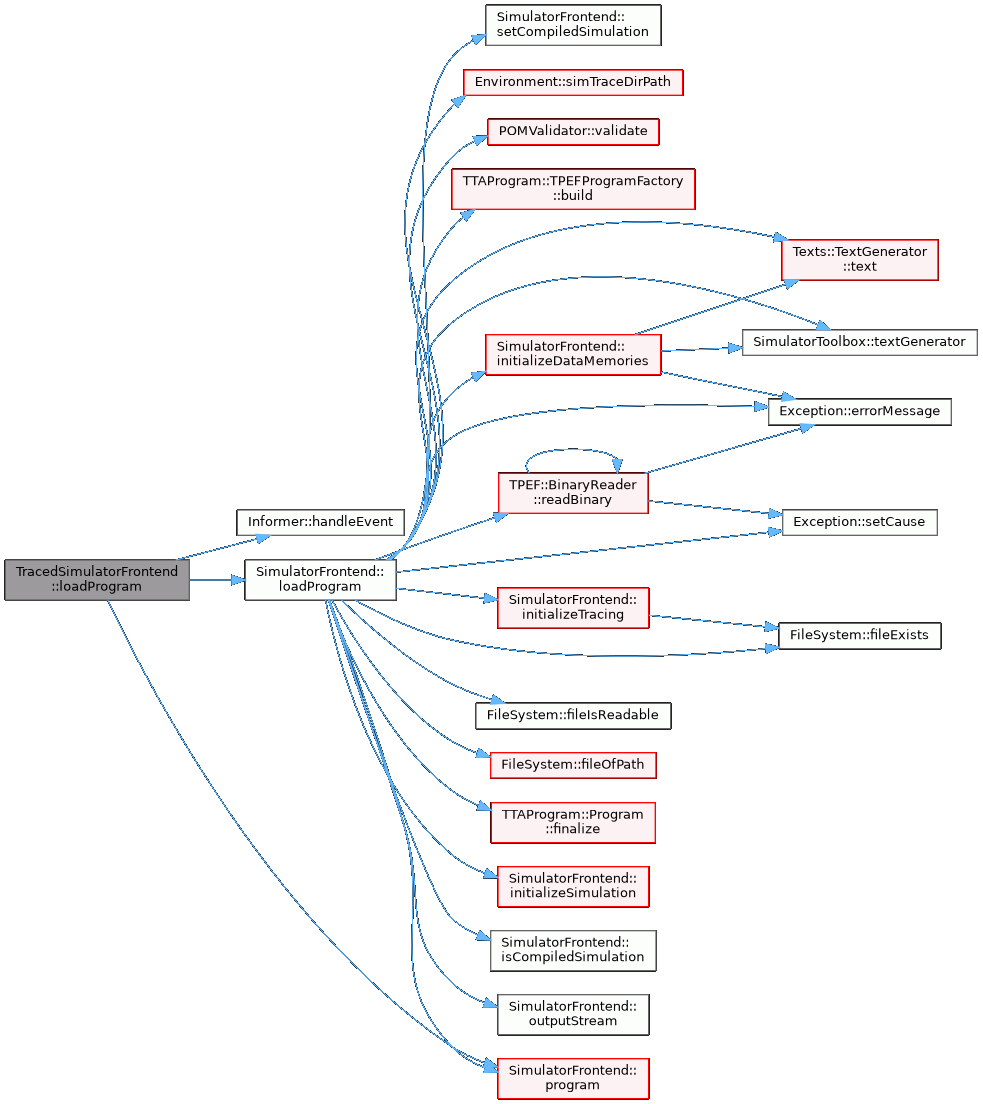 SimulatorFrontend::
setCompiledSimulation
Environment::simTraceDirPath
POMValidator::validate
TTAProgram::TPEFProgramFactory
::build
Texts::TextGenerator
::text
SimulatorToolbox::textGenerator
SimulatorFrontend::
initializeDataMemories
Exception::errorMessage
TPEF::BinaryReader
::readBinary
Informer::handleEvent
Exception::setCause
TracedSimulatorFrontend
::loadProgram
SimulatorFrontend::
loadProgram
SimulatorFrontend::
initializeTracing
FileSystem::fileExists
FileSystem::fileIsReadable
FileSystem::fileOfPath
TTAProgram::Program
::finalize
SimulatorFrontend::
initializeSimulation
SimulatorFrontend::
isCompiledSimulation
SimulatorFrontend::
outputStream
SimulatorFrontend::
program